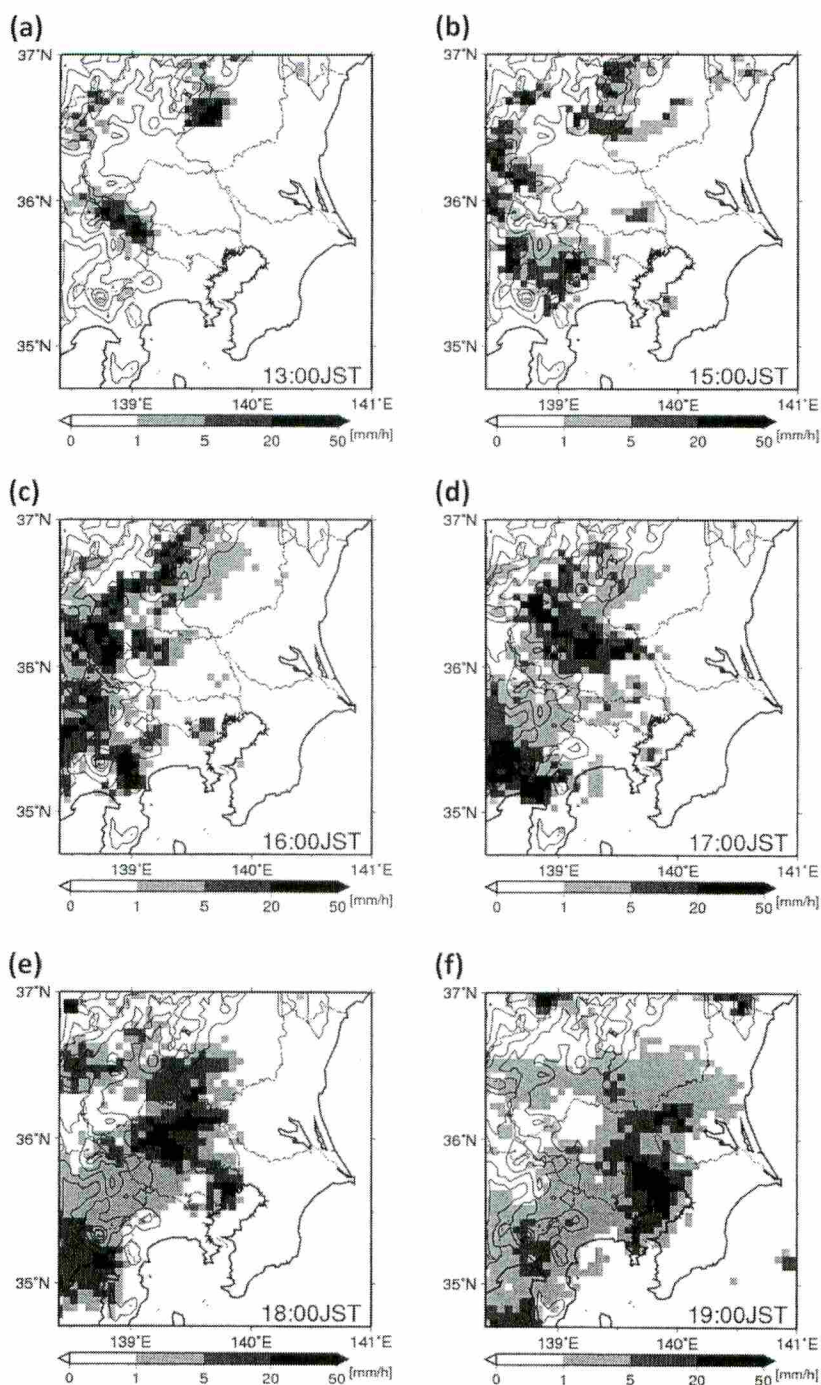 (a)
(b)
37°N
36°N
35°N
13:00JST
139°E
140°E
141°E
0
1
5
20
50
[mm/h]
37°N
36°N
35°N
15:00JST
139°E
140°E
141°E
0
1
5
20
50
[mm/h]
(c)
(d)
37°N
36°N
35°N
16:00JST
139°E
140°E
141°E
0
1
5
20
50
[mm/h]
37°N
36°N
35°N
17:00JST
139°E
140°E
141°E
0
1
5
20
50
[mm/h]
(e)
(f)
37°N
36°N
35°N
18:00JST
139°E
140°E
141°E
0
1
5
20
50
[mm/h]
37°N
36°N
35°N
19:00JST
139°E
140°E
141°E
0
1
5
20
50
[mm/h]